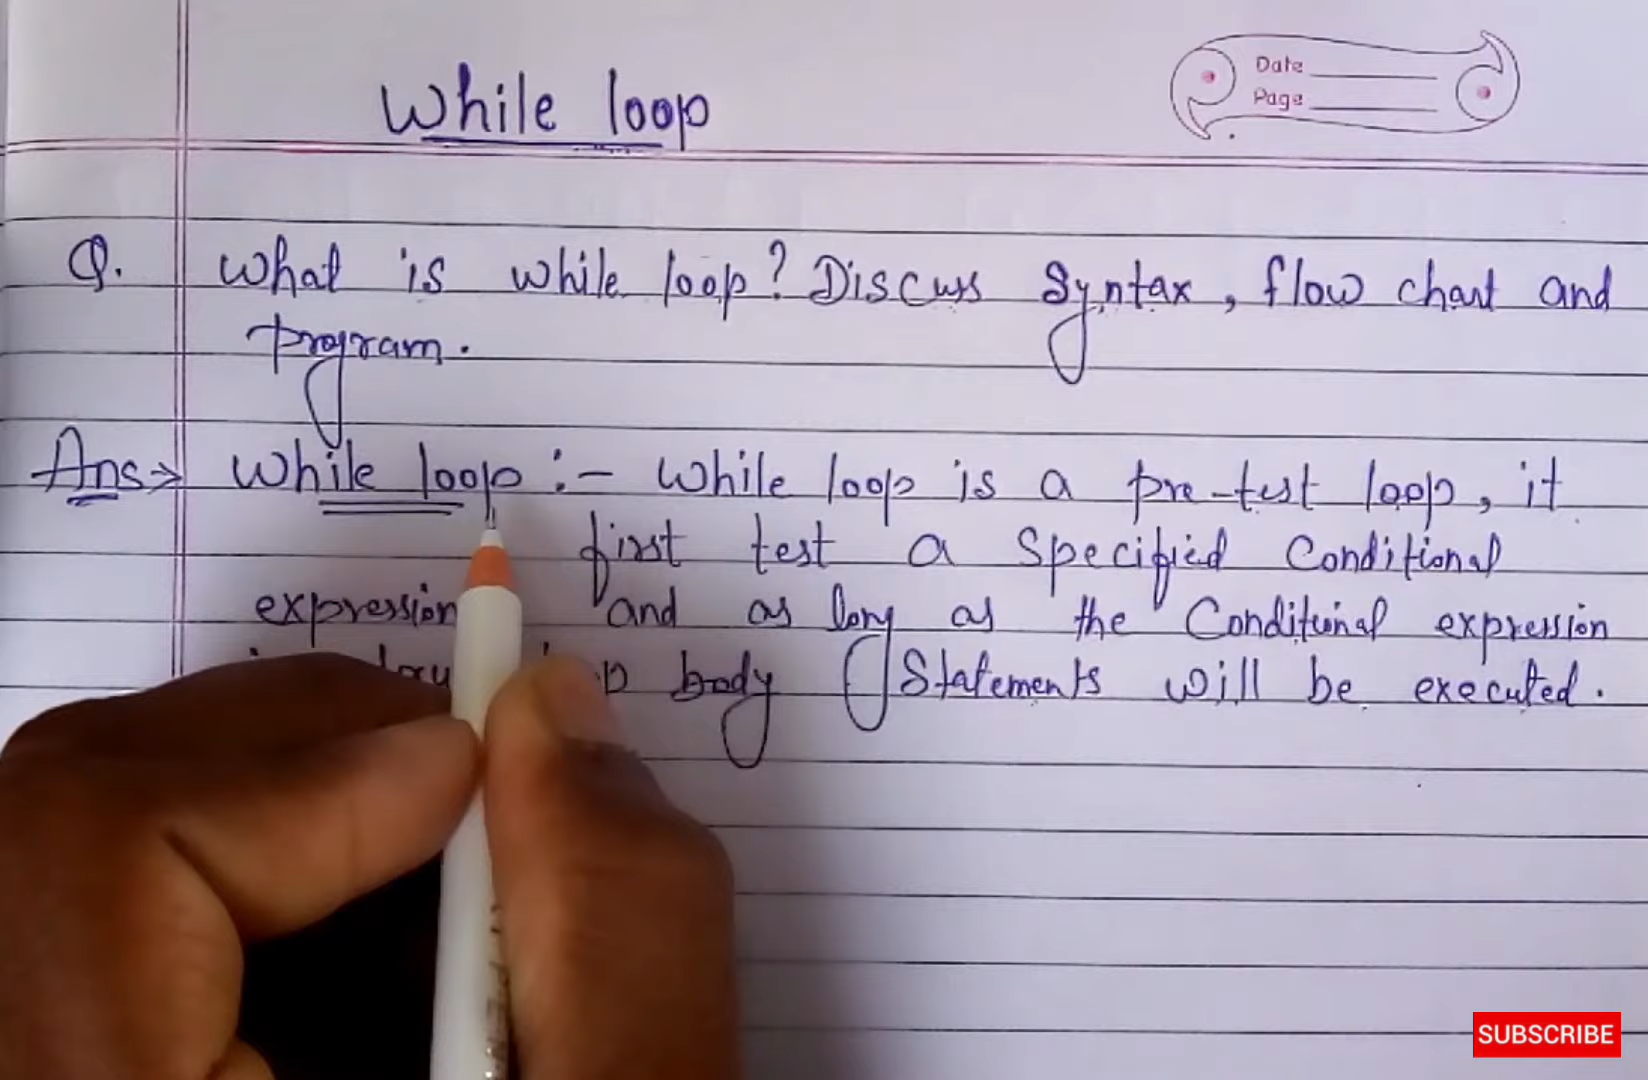 While loop
Date
Page
Q. What is while loop? Discuss Syntax, flow chart and
program.
Ans⇒ While loop :- While loop is a pre-test loop, it
first test a specified Conditional
expression and as long as the Conditional expression
body Statements will be executed.
SUBSCRIBE